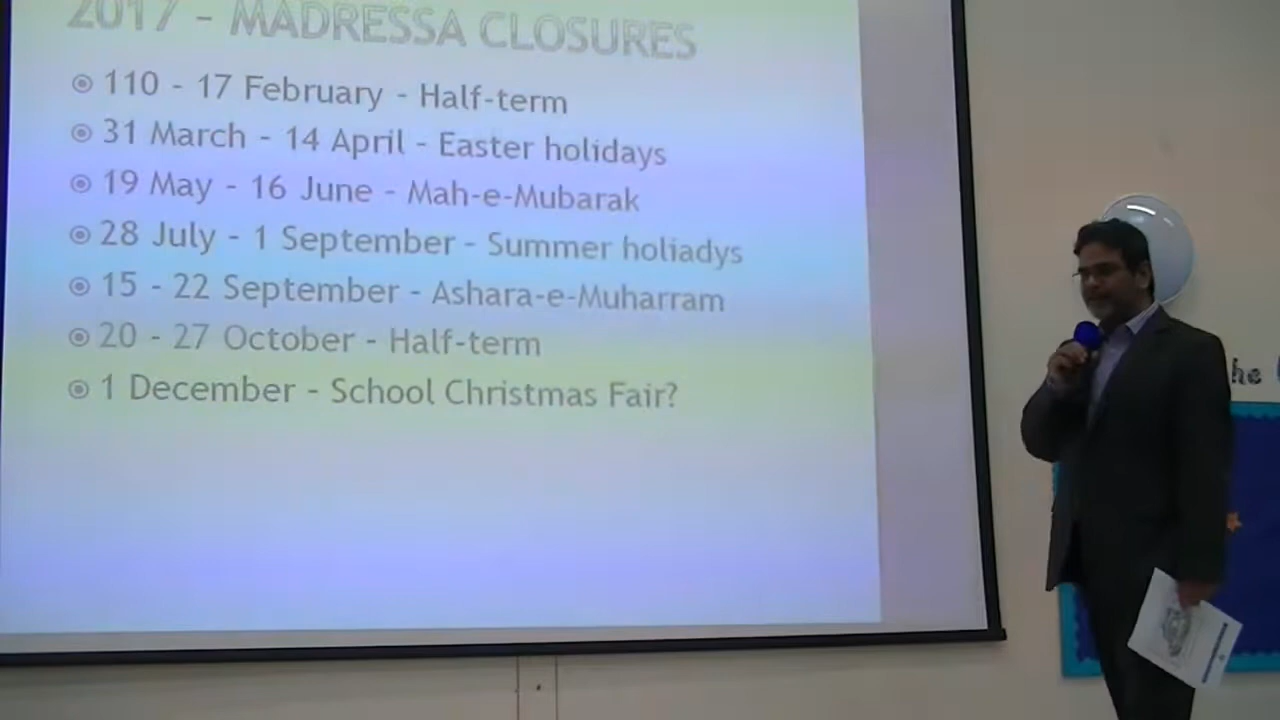 2017 - MADRESSA CLOSURES
110 - 17 February - Half-term
31 March - 14 April - Easter holidays
19 May - 16 June - Mah-e-Mubarak
28 July - 1 September - Summer holiadys
15 - 22 September - Ashara-e-Muharram
20 - 27 October - Half-term
1 December - School Christmas Fair?
he